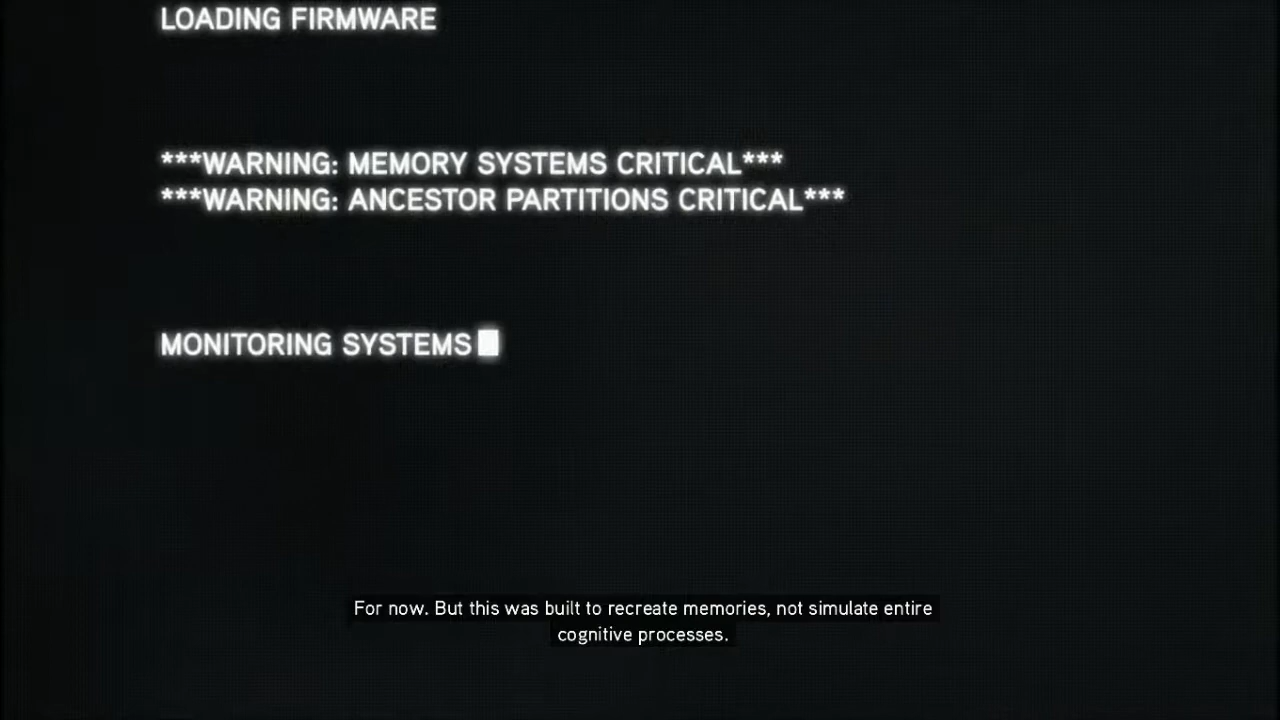 LOADING FIRMWARE
***WARNING: MEMORY SYSTEMS CRITICAL***
***WARNING: ANCESTOR PARTITIONS CRITICAL***
MONITORING SYSTEMS
For now. But this was built to recreate memories, not simulate entire
cognitive processes.